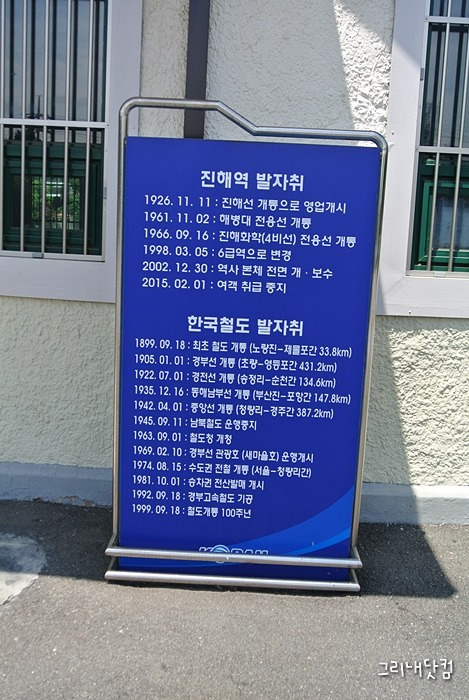 진해역 발자취
1926. 11. 11 : 진해선 개통으로 영업개시
1961. 11. 02 : 해병대 전용선 개통
1966. 09. 16 : 진해화학(4비선) 전용선 개통
1998. 03. 05 : 6급역으로 변경
2002. 12. 30 : 역사 본체 전면 개·보수
2015. 02. 01 : 여객 취급 중지
한국철도 발자취
1899. 09. 18 : 최초 철도 개통 (노량진-제물포간 33.8km)
1905. 01. 01 : 경부선 개통 (초량-영등포간 431.2km)
1922. 07. 01 : 경전선 개통 (송정리-순천간 134.6km)
1935. 12. 16 : 동해남부선 개통 (부산진-포항간 147.8km)
1942. 04. 01 : 중앙선 개통 (청량리-경주간 387.2km)
1945. 09. 11 : 남북철도 운행중지
1963. 09. 01 : 철도청 개청
1969. 02. 10 : 경부선 관광호 (새마을호) 운행개시
1974. 08. 15 : 수도권 전철 개통 (서울-청량리간)
1981. 10. 01 : 승차권 전산발매 개시
1992. 09. 18 : 경부고속철도 기공
1999. 09. 18 : 철도개통 100주년
KORAIL
그리내닷컴